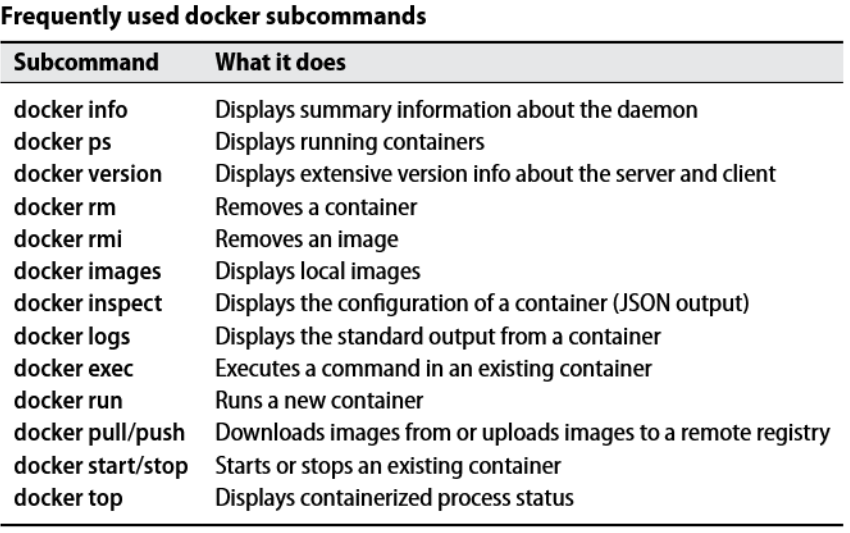 Frequently used docker subcommands
Subcommand What it does
docker info Displays summary information about the daemon
docker ps Displays running containers
docker version Displays extensive version info about the server and client
docker rm Removes a container
docker rmi Removes an image
docker images Displays local images
docker inspect Displays the configuration of a container (JSON output)
docker logs Displays the standard output from a container
docker exec Executes a command in an existing container
docker run Runs a new container
docker pull/push Downloads images from or uploads images to a remote registry
docker start/stop Starts or stops an existing container
docker top Displays containerized process status